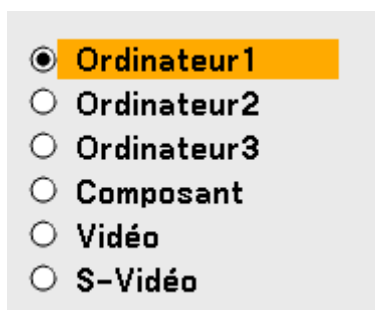 Ordinateur1
Ordinateur2
Ordinateur3
Composant
Vidéo
S-Vidéo